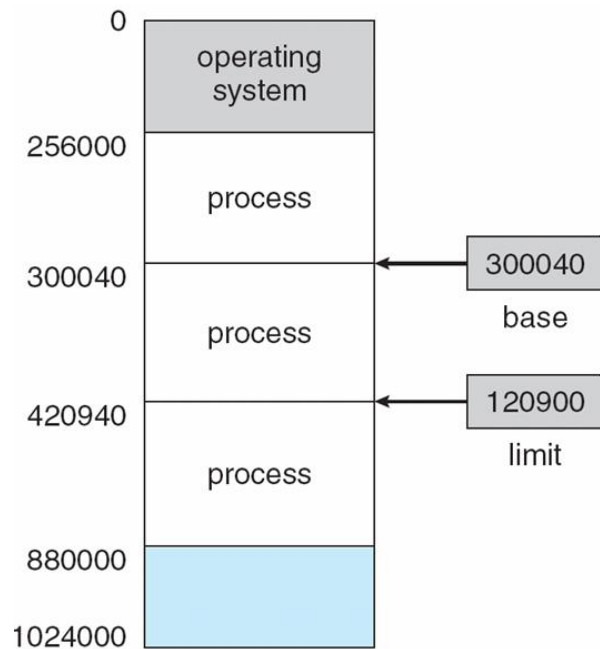 0
operating
system
256000
process
300040
300040
base
process
420940
120900
limit
process
880000
1024000